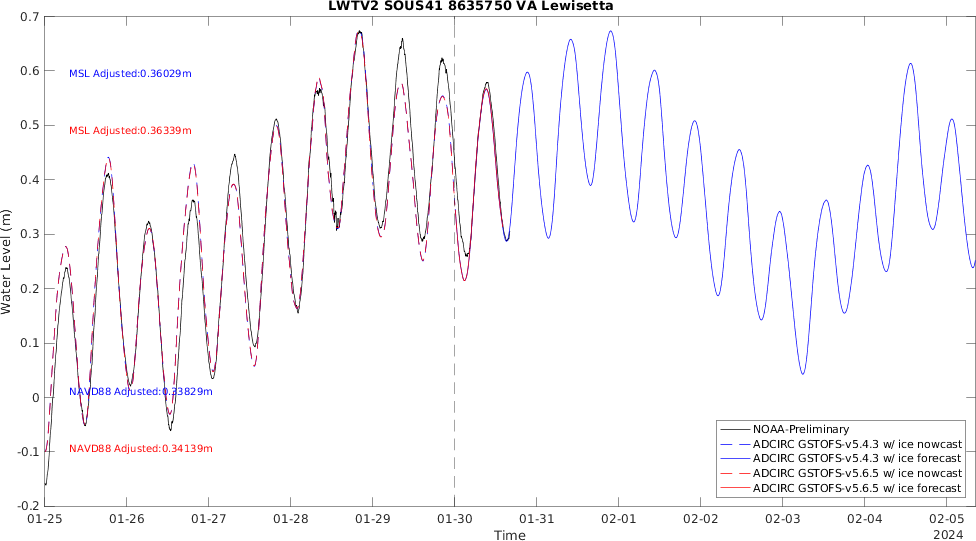 LWTV2 SOUS41 8635750 VA Lewisetta
0.7
0.6
0.5
0.4
0.3
0.2
0.1
0
-0.1
-0.2
Water Level (m)
MSL Adjusted:0.36029m
MSL Adjusted:0.36339m
NAVD88 Adjusted:0.33829m
NAVD88 Adjusted:0.34139m
NOAA-Preliminary
ADCIRC GSTOFS-v5.4.3 w/ ice nowcast
ADCIRC GSTOFS-v5.4.3 w/ ice forecast
ADCIRC GSTOFS-v5.6.5 w/ ice nowcast
ADCIRC GSTOFS-v5.6.5 w/ ice forecast
01-25 01-26 01-27 01-28 01-29 01-30 01-31 02-01 02-02 02-03 02-04 02-05
Time
2024